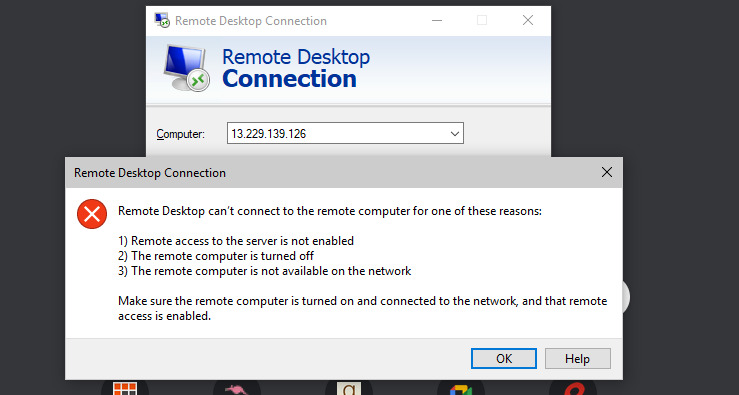 Remote Desktop Connection
Remote Desktop
Connection
Computer:
13.229.139.126
Remote Desktop Connection
Remote Desktop can't connect to the remote computer for one of these reasons:
1) Remote access to the server is not enabled
2) The remote computer is turned off
3) The remote computer is not available on the network
Make sure the remote computer is turned on and connected to the network, and that remote
access is enabled.
OK
Help